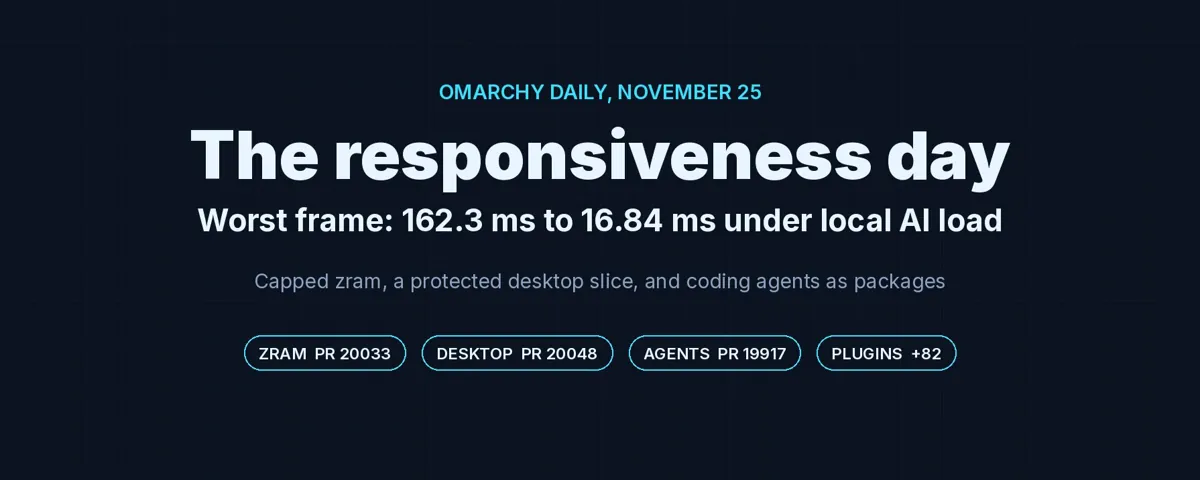 OMARCHY DAILY, NOVEMBER 25
The responsiveness day
Worst frame: 162.3 ms to 16.84 ms under local AI load
Capped zram, a protected desktop slice, and coding agents as packages
ZRAM PR 20033 DESKTOP PR 20048 AGENTS PR 19917 PLUGINS +82